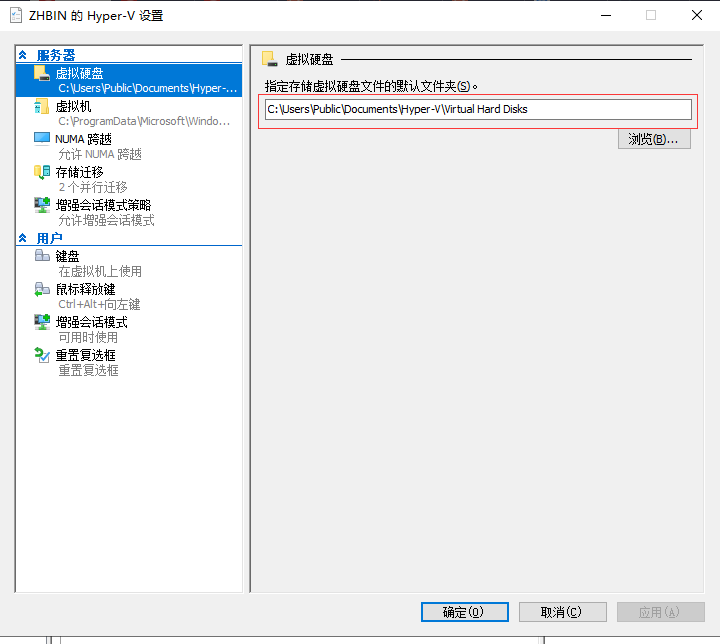 ZHBIN 的 Hyper-V 设置
服务器
虚拟硬盘
C:\Users\Public\Documents\Hyper-...
虚拟机
C:\ProgramData\Microsoft\Windo...
NUMA 跨越
允许 NUMA 跨越
存储迁移
2 个并行迁移
增强会话模式策略
允许增强会话模式
用户
键盘
在虚拟机上使用
鼠标释放键
Ctrl+Alt+向左键
增强会话模式
可用时使用
重置复选框
重置复选框
虚拟硬盘
指定存储虚拟硬盘文件的默认文件夹(S)。
C:\Users\Public\Documents\Hyper-V\Virtual Hard Disks
浏览(B)...
确定(O)
取消(C)
应用(A)